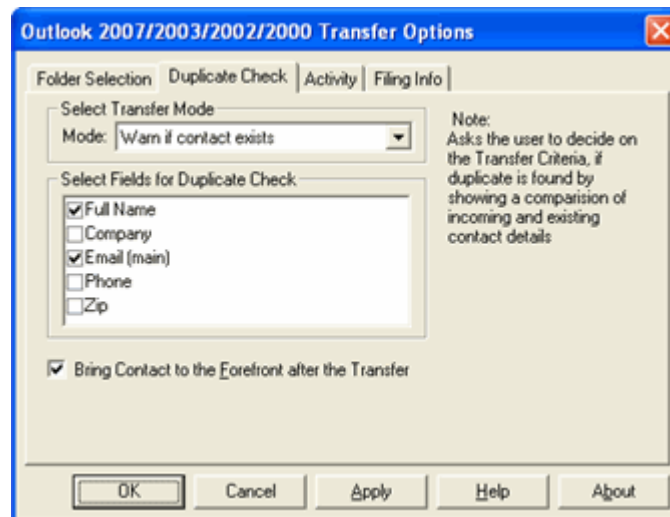 Outlook 2007/2003/2002/2000 Transfer Options
Folder Selection Duplicate Check Activity Filing Info
Select Transfer Mode
Mode: Warn if contact exists
Select Fields for Duplicate Check
Full Name
Company
Email (main)
Phone
Zip
Note:
Asks the user to decide on
the Transfer Criteria, if
duplicate is found by
showing a comparision of
incoming and existing
contact details
Bring Contact to the Forefront after the Transfer
OK Cancel Apply Help About